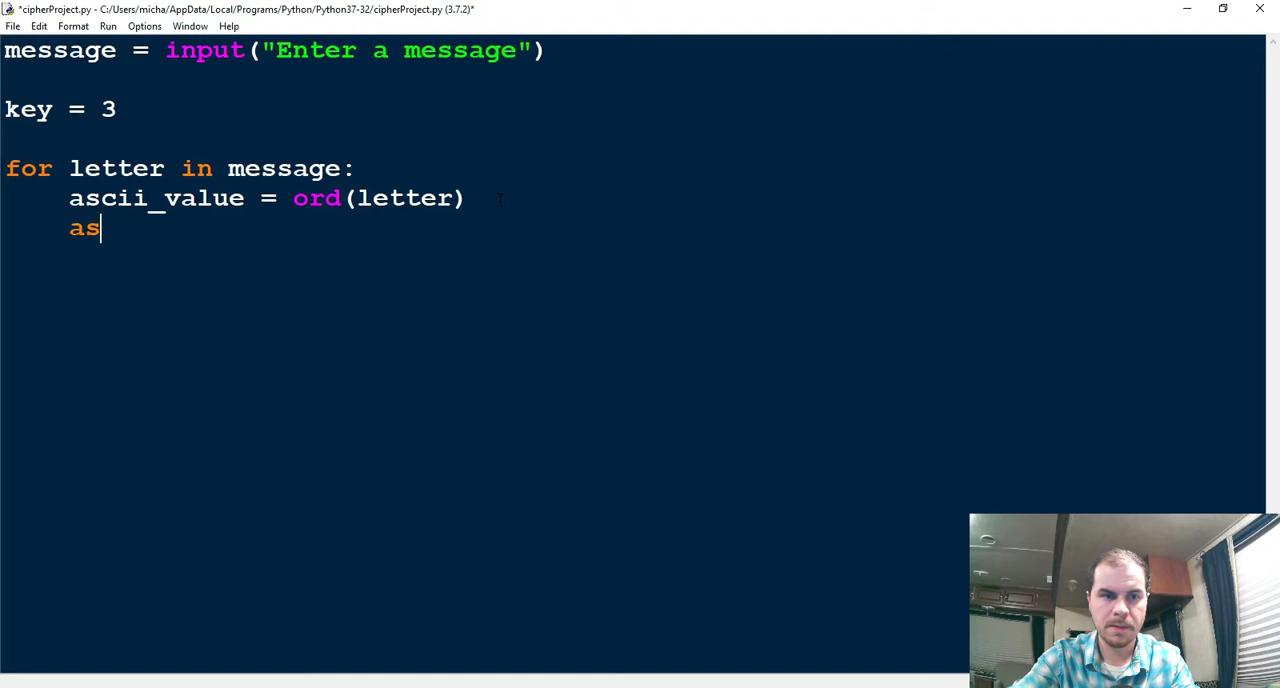 *cipherProject.py - C:/Users/micha/AppData/Local/Programs/Python/Python37-32/cipherProject.py (3.7.2)*
File Edit Format Run Options Window Help
message = input("Enter a message")
key = 3
for letter in message:
    ascii_value = ord(letter)
    as